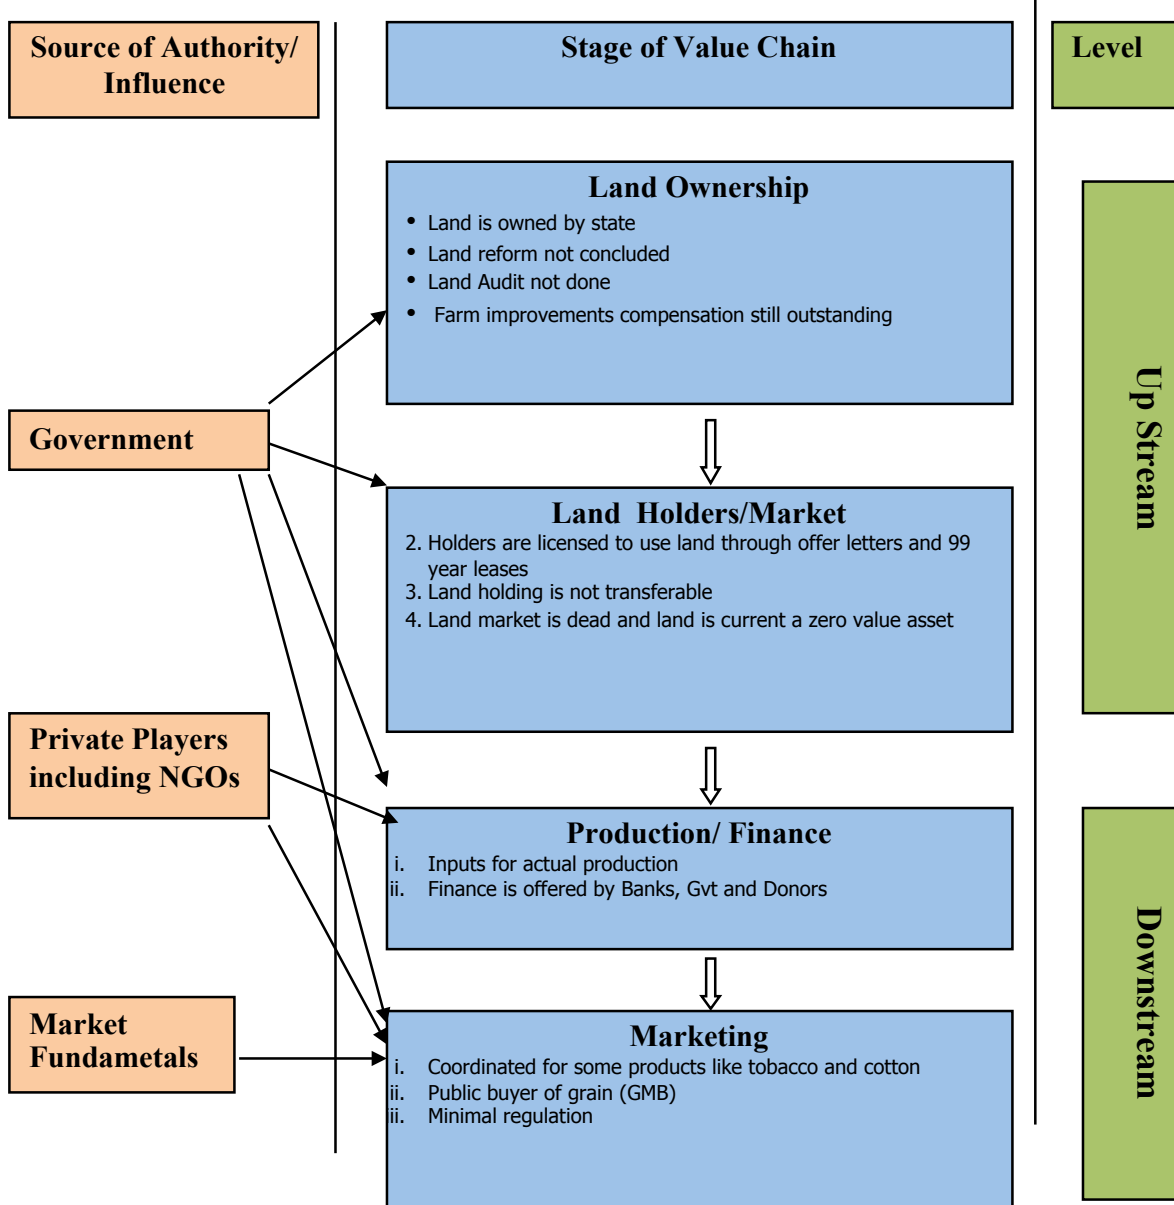 Source of Authority/
Influence
Stage of Value Chain
Level
Land Ownership
• Land is owned by state
• Land reform not concluded
• Land Audit not done
• Farm improvements compensation still outstanding
Up Stream
Government
Land Holders/Market
2. Holders are licensed to use land through offer letters and 99
year leases
3. Land holding is not transferable
4. Land market is dead and land is current a zero value asset
Private Players
including NGOs
Production/ Finance
i. Inputs for actual production
ii. Finance is offered by Banks, Gvt and Donors
Downstream
Market
Fundametals
Marketing
i. Coordinated for some products like tobacco and cotton
ii. Public buyer of grain (GMB)
ii. Minimal regulation